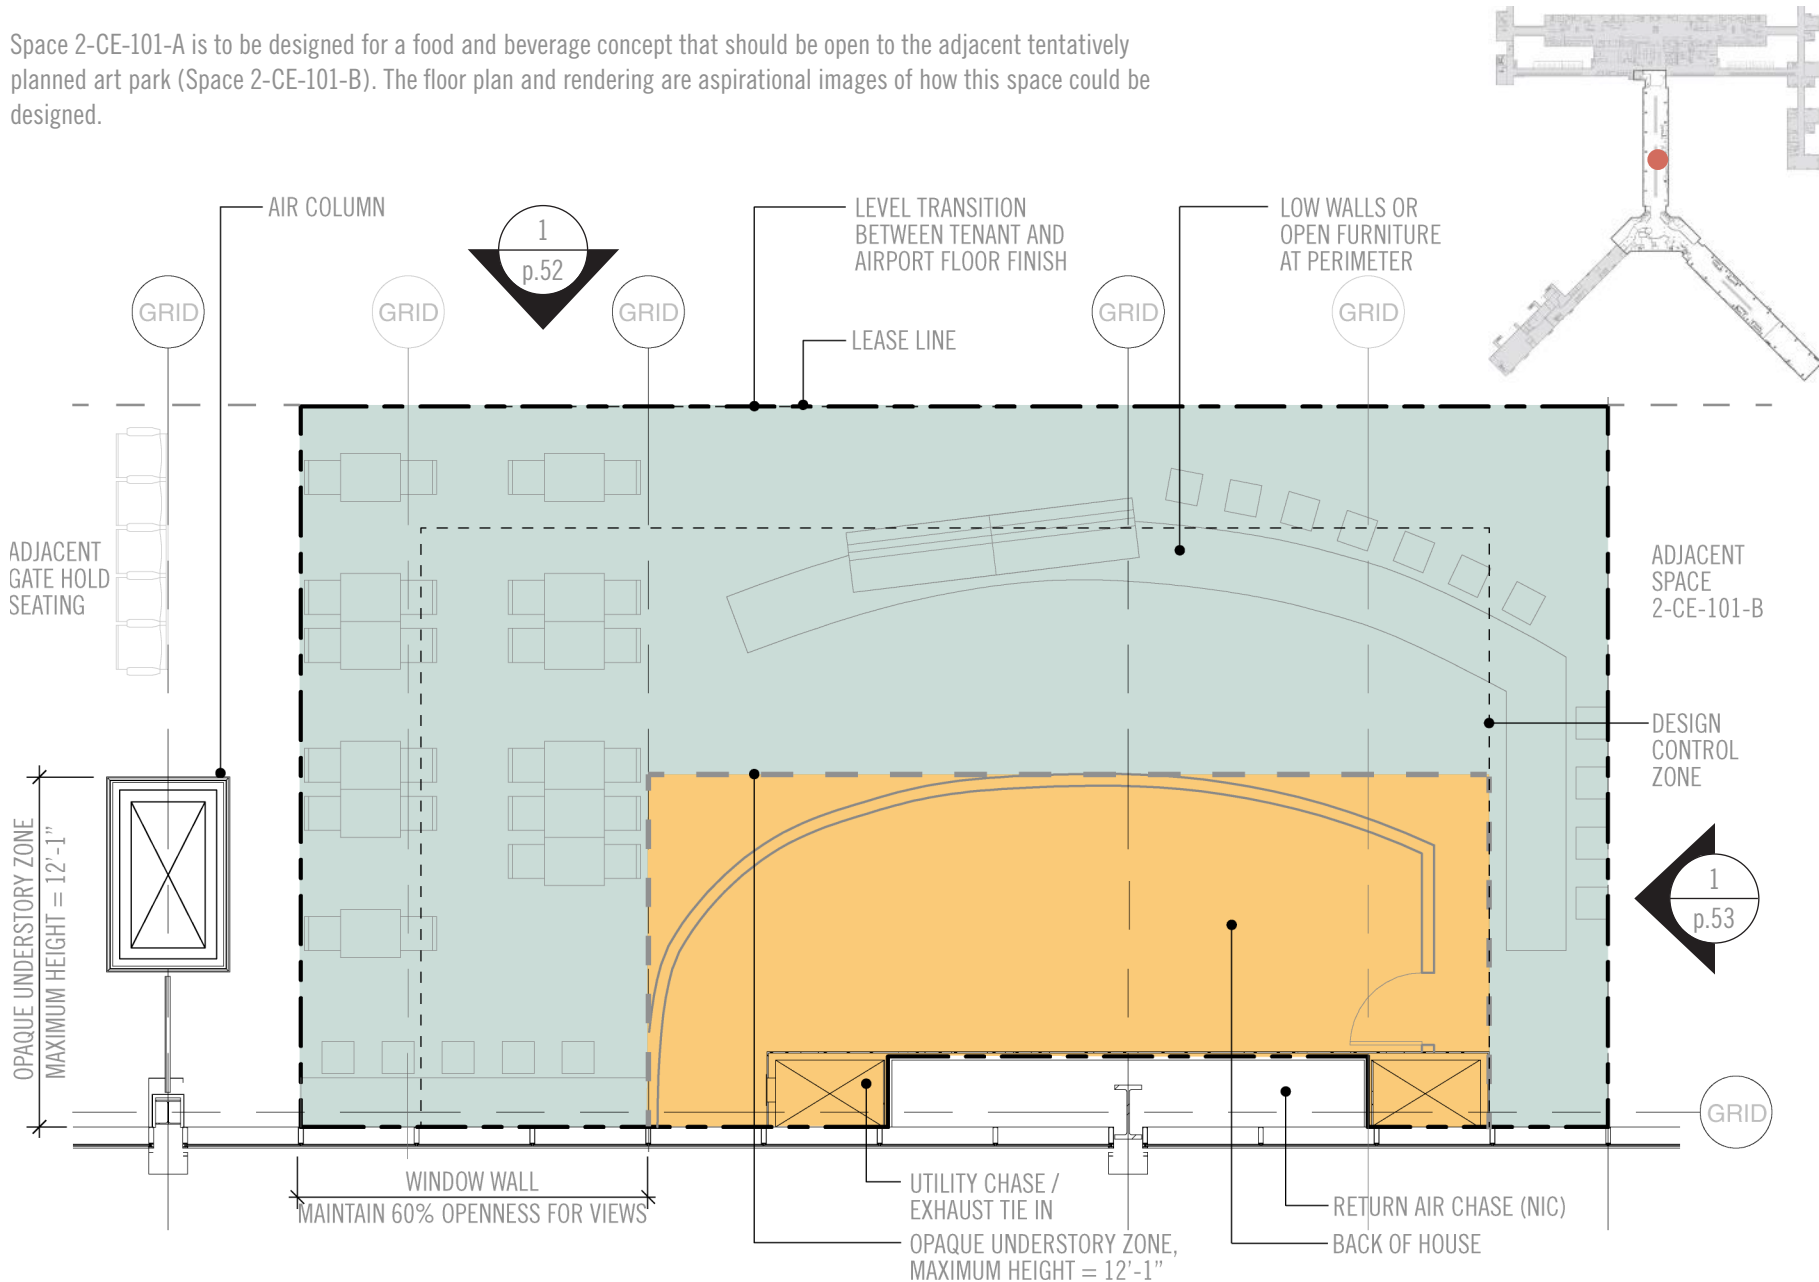 Space 2-CE-101-A is to be designed for a food and beverage concept that should be open to the adjacent tentatively
planned art park (Space 2-CE-101-B). The floor plan and rendering are aspirational images of how this space could be
designed.
AIR COLUMN
1
p.52
LEVEL TRANSITION
BETWEEN TENANT AND
AIRPORT FLOOR FINISH
LOW WALLS OR
OPEN FURNITURE
AT PERIMETER
GRID
GRID
GRID
GRID
GRID
LEASE LINE
ADJACENT
GATE HOLD
SEATING
ADJACENT
SPACE
2-CE-101-B
DESIGN
CONTROL
ZONE
OPAQUE UNDERSTORY ZONE
MAXIMUM HEIGHT = 12'-1”
1
p.53
GRID
WINDOW WALL
MAINTAIN 60% OPENNESS FOR VIEWS
UTILITY CHASE /
EXHAUST TIE IN
OPAQUE UNDERSTORY ZONE,
MAXIMUM HEIGHT = 12’-1”
RETURN AIR CHASE (NIC)
BACK OF HOUSE